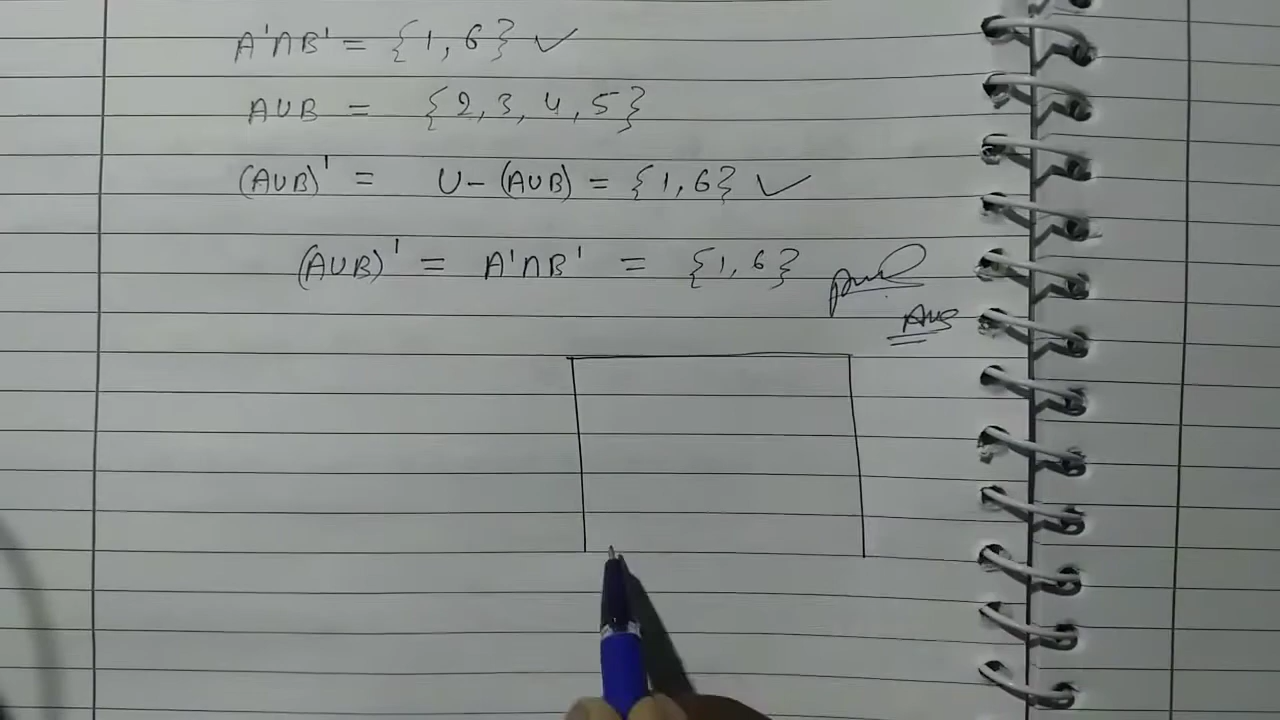 A'∩B' = {1, 6} ✓
A∪B = {2, 3, 4, 5}
(A∪B)' = U-(A∪B) = {1, 6} ✓
(A∪B)' = A'∩B' = {1, 6}
Ans